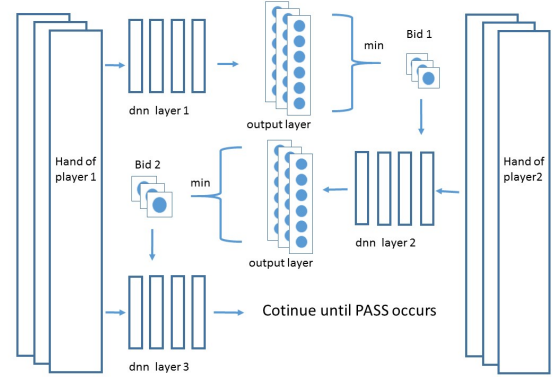 Bid 1
min
dnn layer 1
output layer
Hand of
player 1
Hand of
player2
Bid 2
min
dnn layer 2
output layer
Cotinue until PASS occurs
dnn layer 3